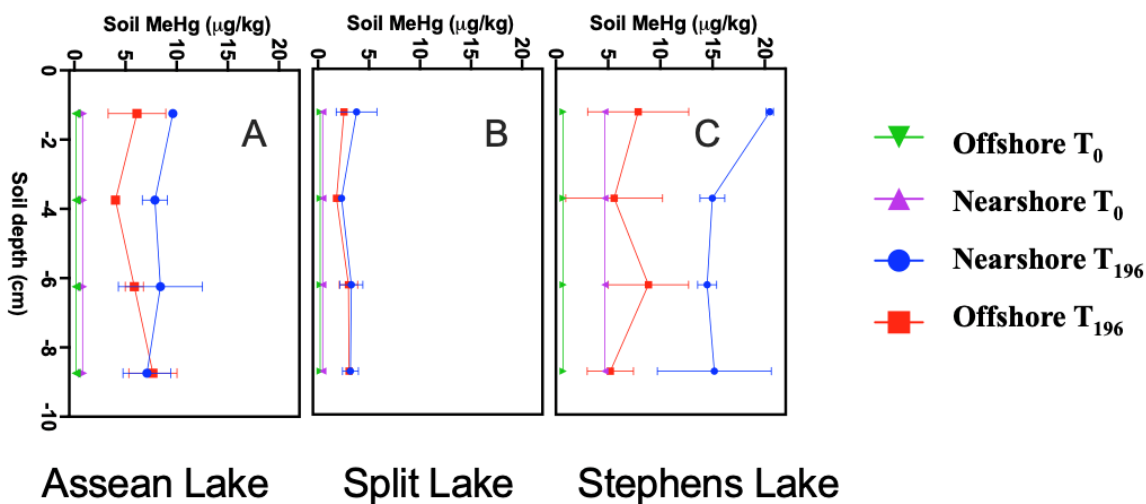 Soil MeHg (µg/kg) Soil MeHg (µg/kg) Soil MeHg (µg/kg)
0 5 10 15 20 0 5 10 15 20 0 5 10 15 20
0
-2
-4
-6
-8
-10
Soil depth (cm)
A B C
Offshore T₀
Nearshore T₀
Nearshore T₁₉₆
Offshore T₁₉₆
Assean Lake Split Lake Stephens Lake